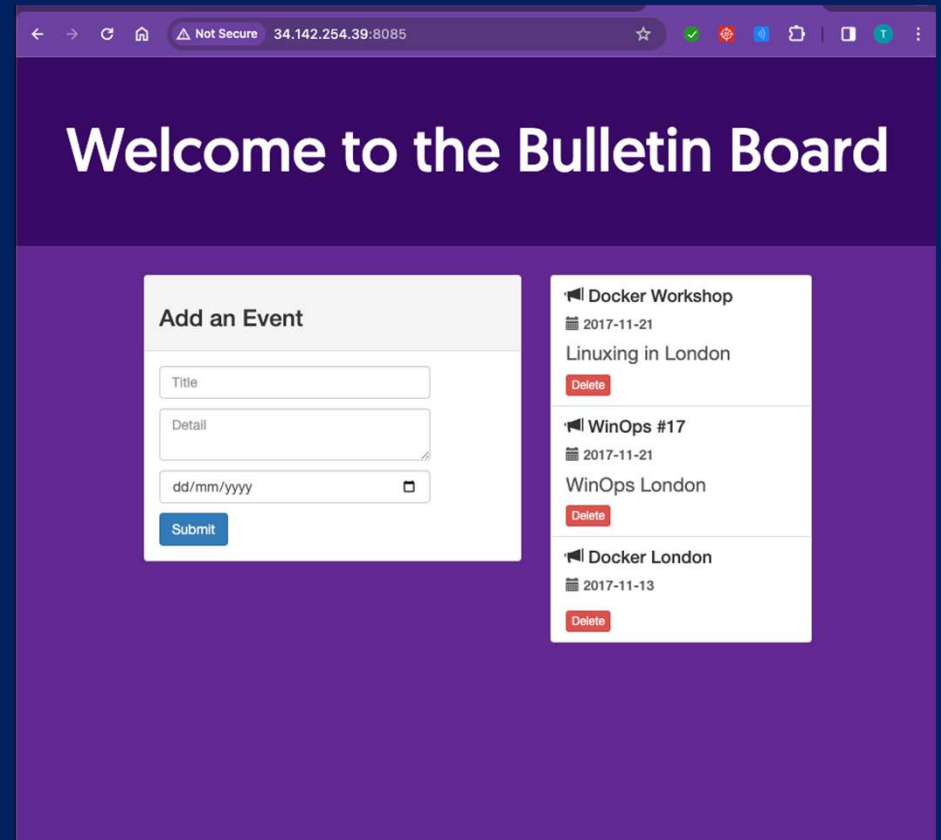 Not Secure 34.142.254.39:8085
T
Welcome to the Bulletin Board
Add an Event
Title
Detail
dd/mm/yyyy
Submit
Docker Workshop
2017-11-21
Linuxing in London
Delete
WinOps #17
2017-11-21
WinOps London
Delete
Docker London
2017-11-13
Delete